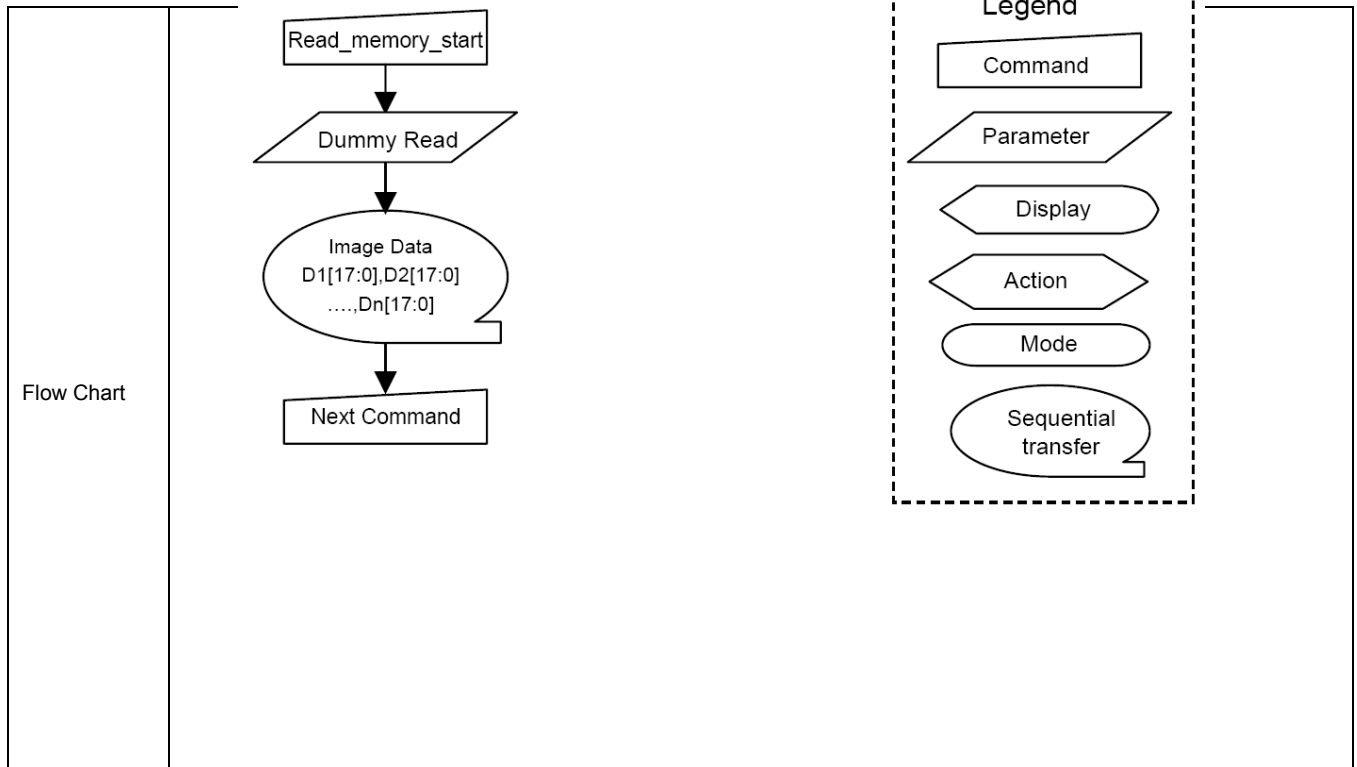 Flow Chart
Read_memory_start
Dummy Read
Image Data
D1[17:0],D2[17:0]
....,Dn[17:0]
Next Command
Legend
Command
Parameter
Display
Action
Mode
Sequential
transfer